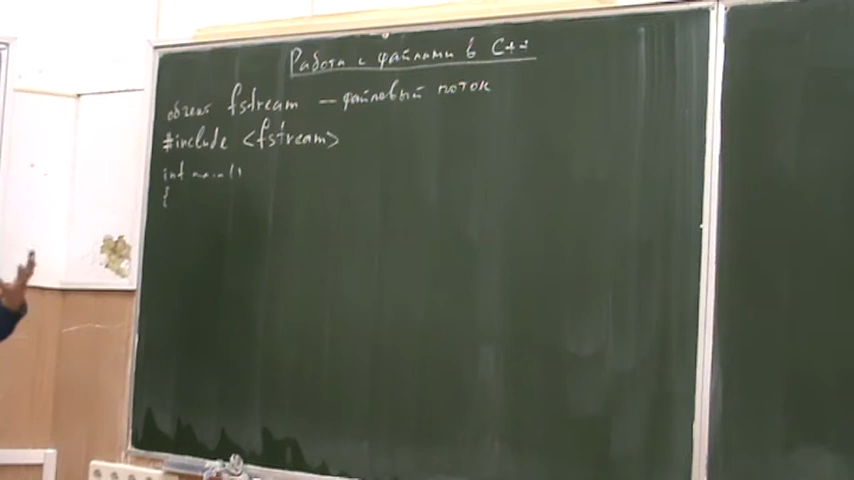 Работа с файлами в C++
объект fstream — файловый поток
#include <fstream>
int main()
{